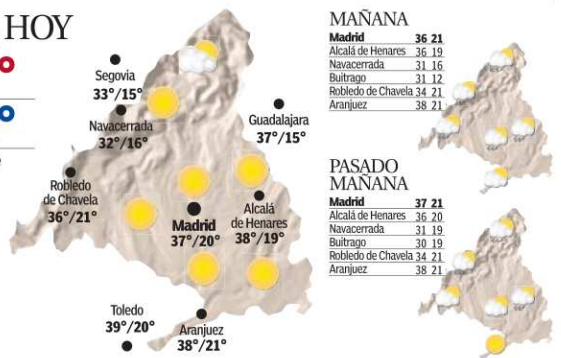 HOY
Segovia
33°/15°
Navacerrada
32°/16°
Guadalajara
37°/15°
Robledo
de Chavela
36°/21°
Madrid
37°/20°
Alcalá
de Henares
38°/19°
Toledo
39°/20°
Aranjuez
38°/21°
MAÑANA
Madrid 36 21
Alcalá de Henares 36 19
Navacerrada 31 16
Buitrago 31 12
Robledo de Chavela 34 21
Aranjuez 38 21
PASADO
MAÑANA
Madrid 37 21
Alcalá de Henares 36 20
Navacerrada 31 19
Buitrago 30 19
Robledo de Chavela 34 21
Aranjuez 38 21